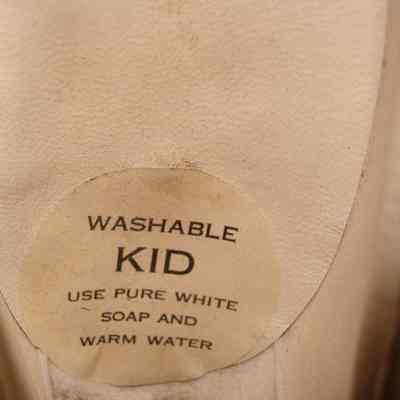 WASHABLE
KID
USE PURE WHITE
SOAP AND
WARM WATER